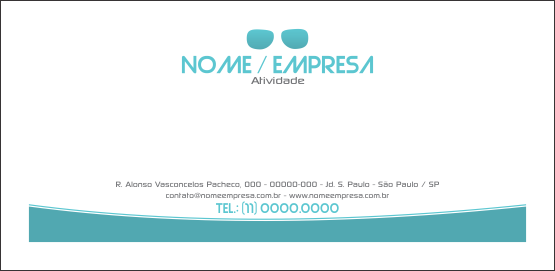 NOME / EMPRESA
Atividade
R. Alonso Vasconcelos Pacheco, 000 - 00000-000 - Jd. S. Paulo - São Paulo / SP
contato@nomeempresa.com.br - www.nomeempresa.com.br
TEL.: (11) 0000.0000